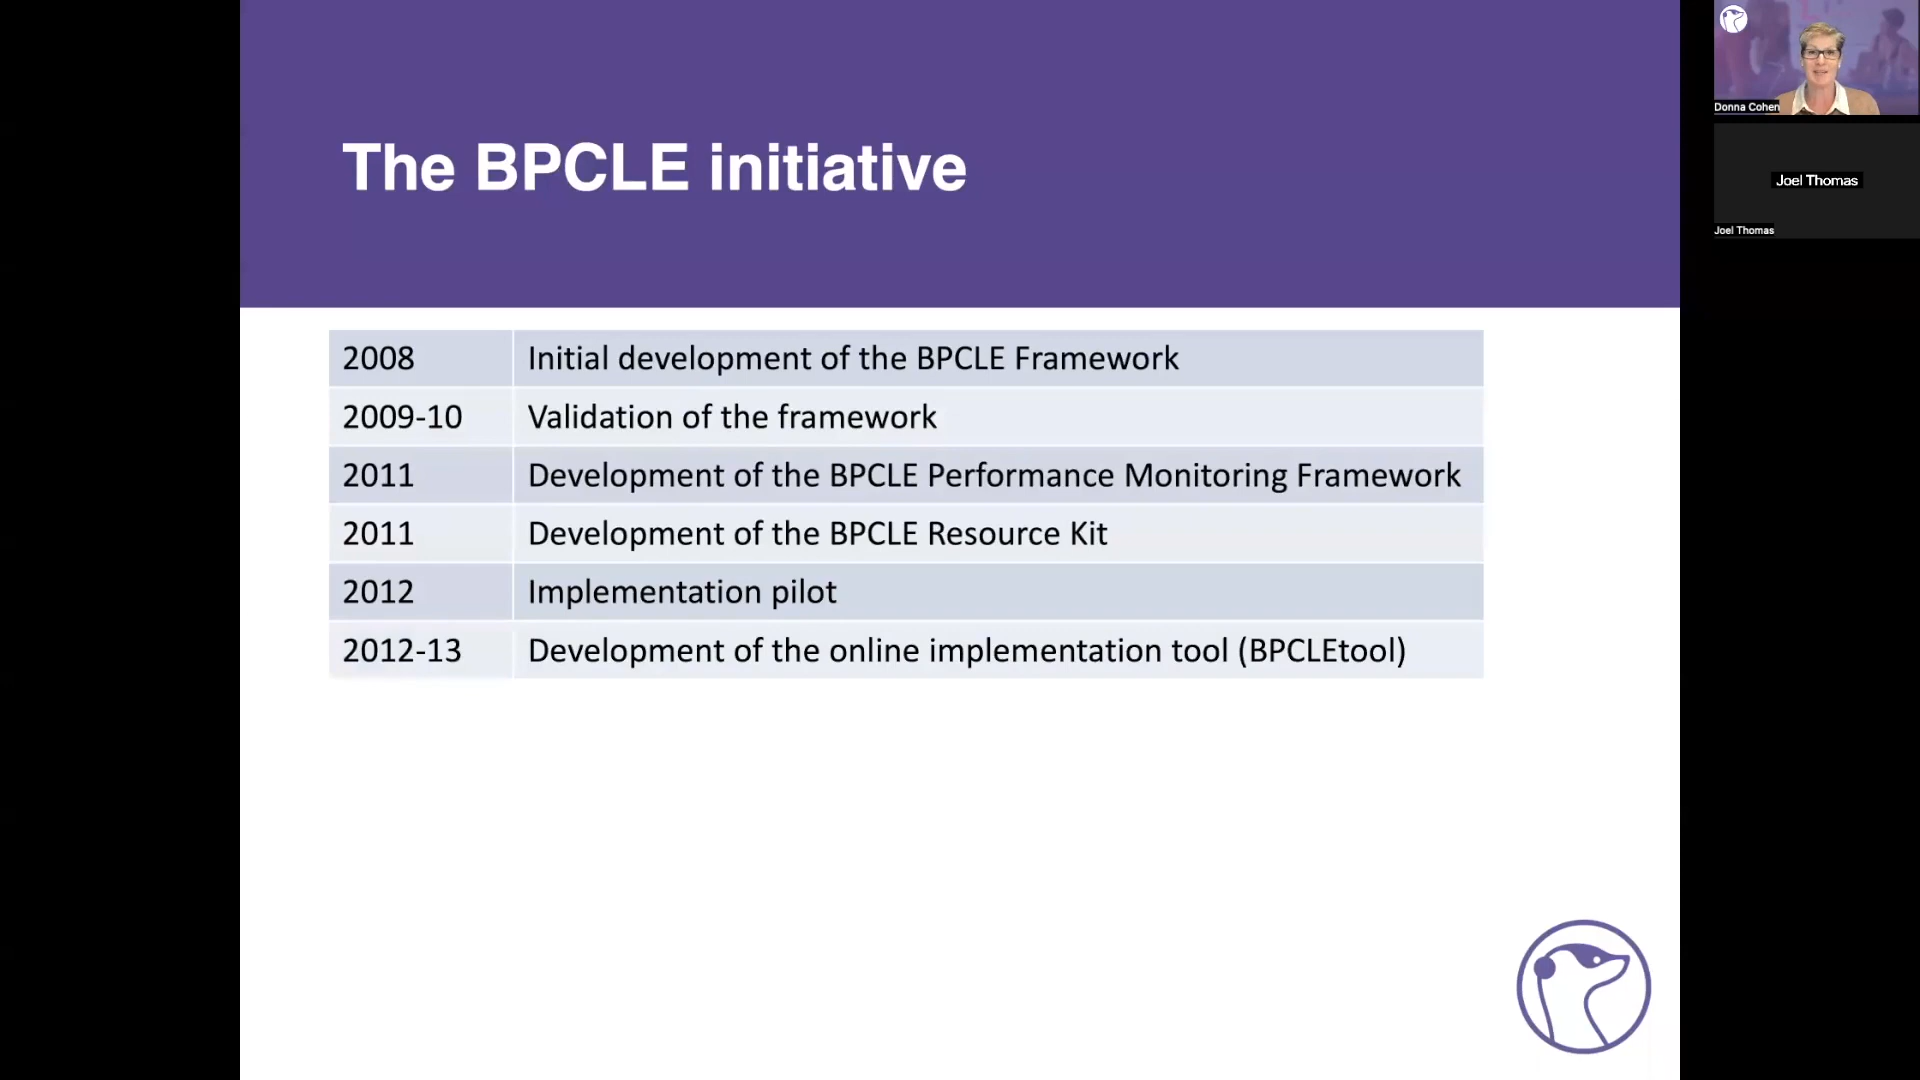 The BPCLE initiative
2008 Initial development of the BPCLE Framework
2009-10 Validation of the framework
2011 Development of the BPCLE Performance Monitoring Framework
2011 Development of the BPCLE Resource Kit
2012 Implementation pilot
2012-13 Development of the online implementation tool (BPCLEtool)
Donna Cohen
Joel Thomas
Joel Thomas